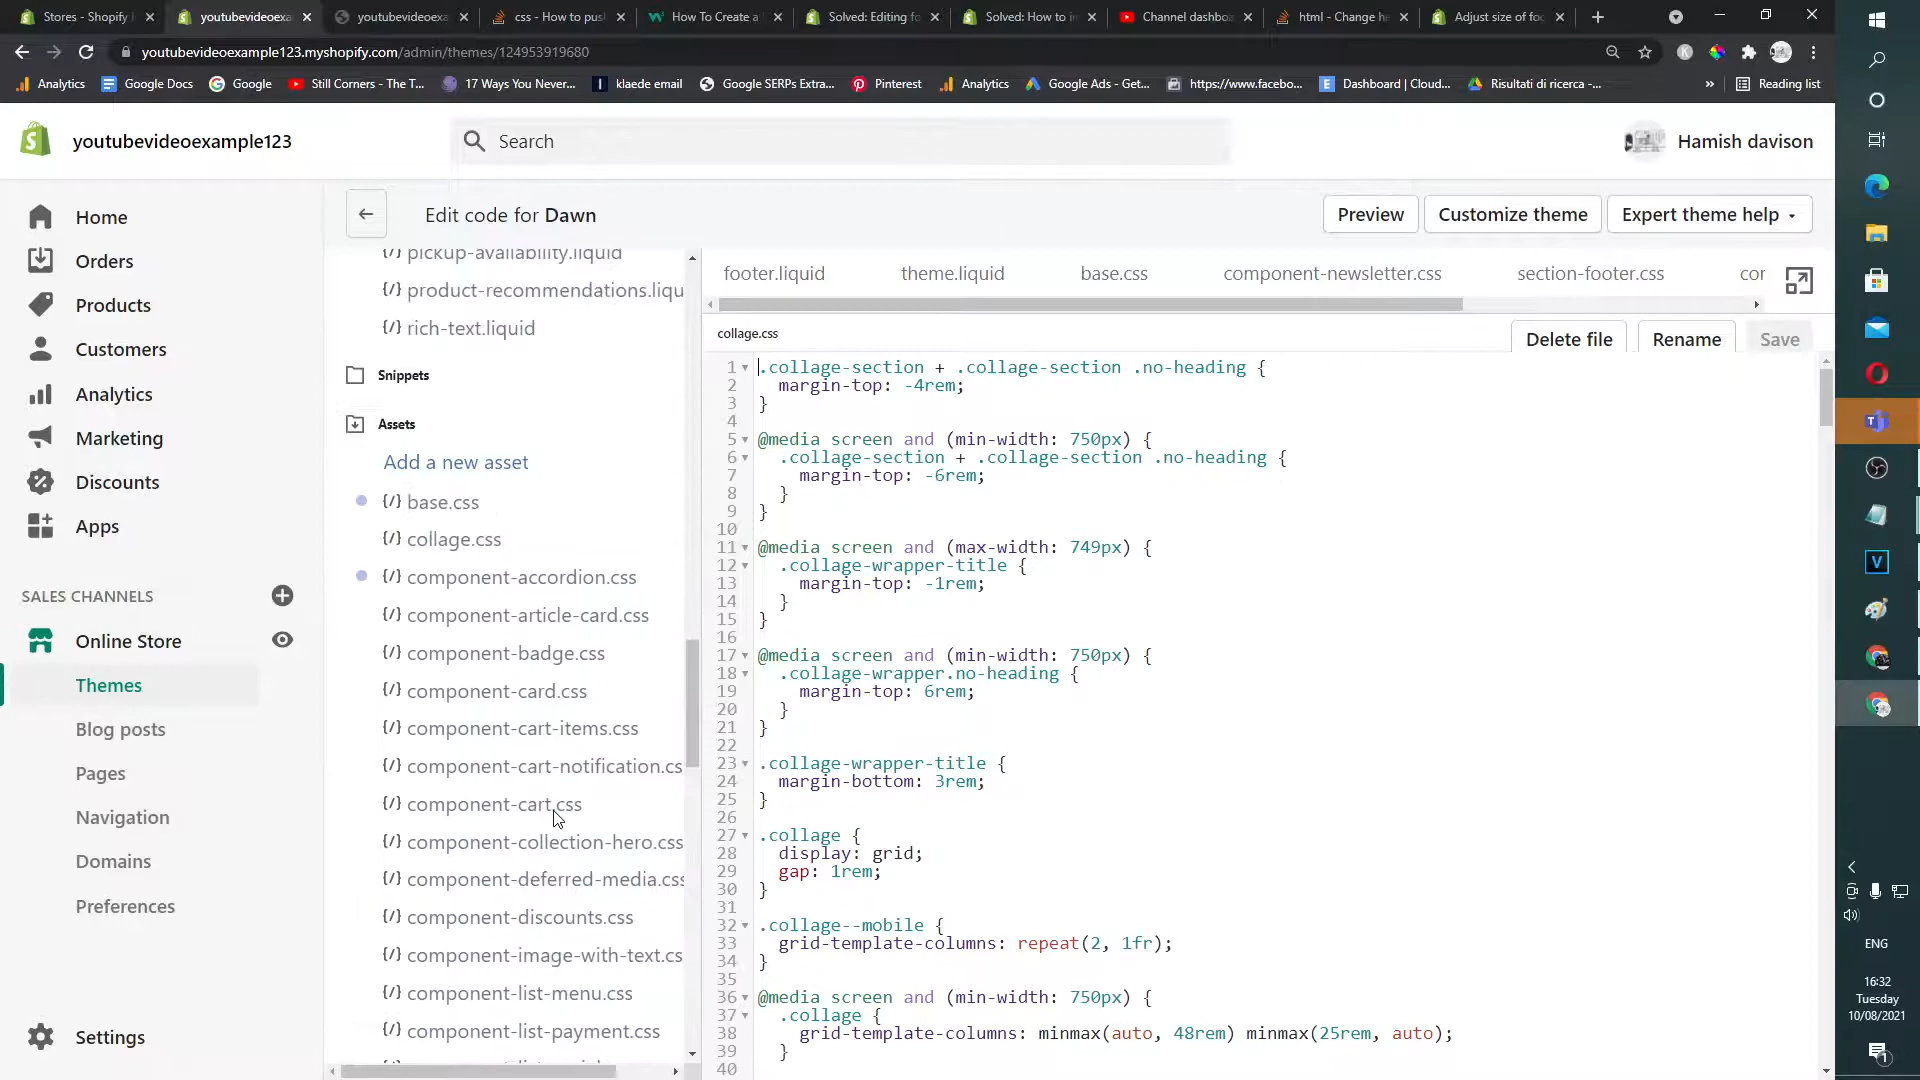 Stores - Shopify
youtubevideoexa
youtubevideoexa
css - How to pus
How To Create a
Solved: Editing fo
Solved: How to in
Channel dashboa
html - Change he
Adjust size of foo
youtubevideoexample123.myshopify.com/admin/themes/124953919680
K
Analytics
Google Docs
Google
Still Corners - The T...
17 Ways You Never...
klaede email
Google SERPs Extra...
Pinterest
Analytics
Google Ads - Get...
https://www.facebo...
Dashboard | Cloud...
Risultati di ricerca -...
»
Reading list
youtubevideoexample123
Search
Hamish davison
Home
Orders
Products
Customers
Analytics
Marketing
Discounts
Apps
SALES CHANNELS
Online Store
Themes
Blog posts
Pages
Navigation
Domains
Preferences
Settings
Edit code for Dawn
Preview
Customize theme
Expert theme help
{/} pickup-availability.liquid
{/} product-recommendations.liqu
{/} rich-text.liquid
Snippets
Assets
Add a new asset
{/} base.css
{/} collage.css
{/} component-accordion.css
{/} component-article-card.css
{/} component-badge.css
{/} component-card.css
{/} component-cart-items.css
{/} component-cart-notification.cs
{/} component-cart.css
{/} component-collection-hero.css
{/} component-deferred-media.css
{/} component-discounts.css
{/} component-image-with-text.cs
{/} component-list-menu.css
{/} component-list-payment.css
footer.liquid
theme.liquid
base.css
component-newsletter.css
section-footer.css
cor
collage.css
Delete file
Rename
Save
1 .collage-section + .collage-section .no-heading {
2 margin-top: -4rem;
3 }
4
5 @media screen and (min-width: 750px) {
6 .collage-section + .collage-section .no-heading {
7 margin-top: -6rem;
8 }
9 }
10
11 @media screen and (max-width: 749px) {
12 .collage-wrapper-title {
13 margin-top: -1rem;
14 }
15 }
16
17 @media screen and (min-width: 750px) {
18 .collage-wrapper.no-heading {
19 margin-top: 6rem;
20 }
21 }
22
23 .collage-wrapper-title {
24 margin-bottom: 3rem;
25 }
26
27 .collage {
28 display: grid;
29 gap: 1rem;
30 }
31
32 .collage--mobile {
33 grid-template-columns: repeat(2, 1fr);
34 }
35
36 @media screen and (min-width: 750px) {
37 .collage {
38 grid-template-columns: minmax(auto, 48rem) minmax(25rem, auto);
39 }
40
V
ENG
16:32
Tuesday
10/08/2021
1